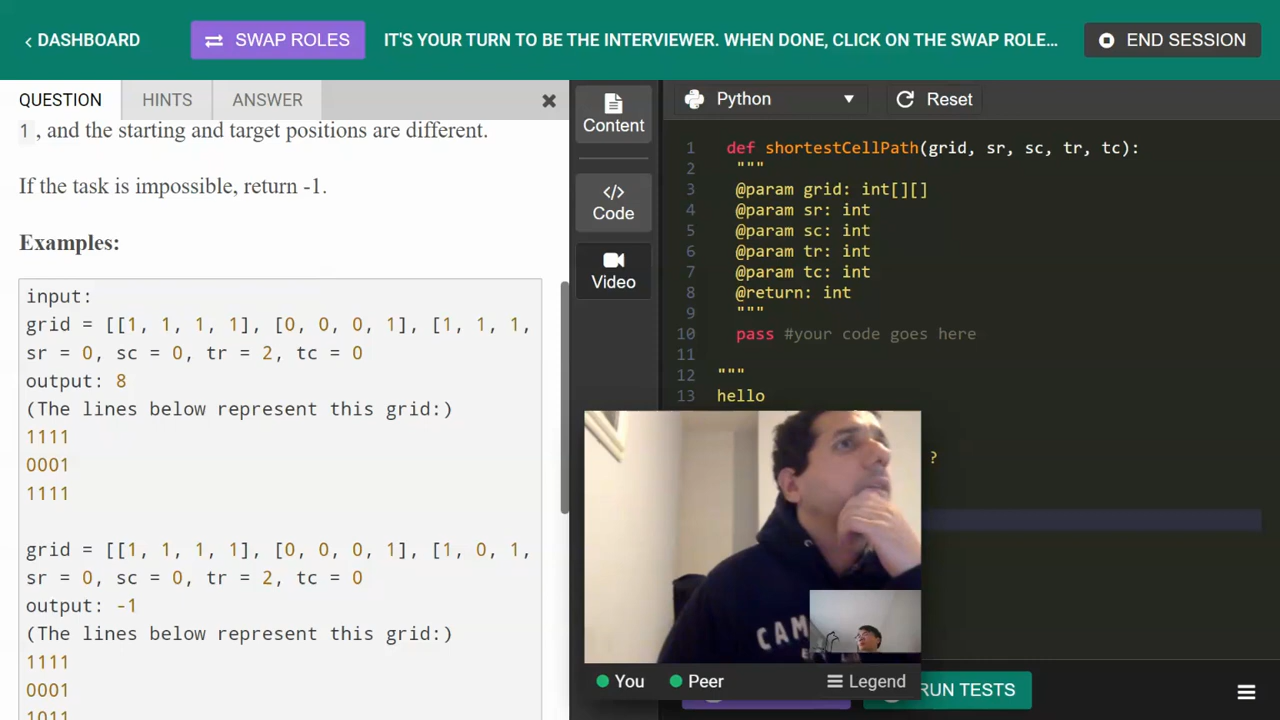 DASHBOARD
SWAP ROLES
IT'S YOUR TURN TO BE THE INTERVIEWER. WHEN DONE, CLICK ON THE SWAP ROLE...
END SESSION
QUESTION
HINTS
ANSWER
1 , and the starting and target positions are different.
If the task is impossible, return -1.
Examples:
input:
grid = [[1, 1, 1, 1], [0, 0, 0, 1], [1, 1, 1,
sr = 0, sc = 0, tr = 2, tc = 0
output: 8
(The lines below represent this grid:)
1111
0001
1111
grid = [[1, 1, 1, 1], [0, 0, 0, 1], [1, 0, 1,
sr = 0, sc = 0, tr = 2, tc = 0
output: -1
(The lines below represent this grid:)
1111
0001
1011
Content
Code
Video
Python
Reset
1 def shortestCellPath(grid, sr, sc, tr, tc):
2 """
3 @param grid: int[][]
4 @param sr: int
5 @param sc: int
6 @param tr: int
7 @param tc: int
8 @return: int
9 """
10 pass #your code goes here
11
12 """
13 hello
?
You
Peer
Legend
RUN TESTS